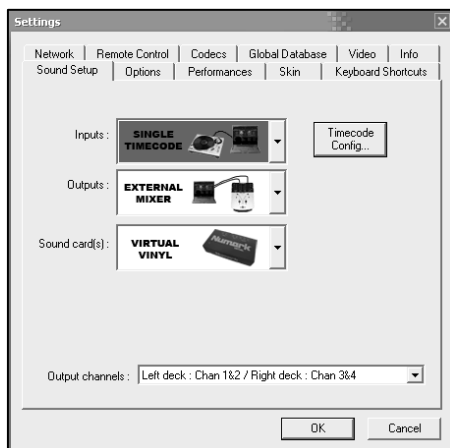 Settings
Network Remote Control Codecs Global Database Video Info
Sound Setup Options Performances Skin Keyboard Shortcuts
Inputs :
SINGLE
TIMECODE
Timecode
Config...
Outputs :
EXTERNAL
MIXER
Sound card(s) :
VIRTUAL
VINYL
Numark
Output channels : Left deck : Chan 1&2 / Right deck : Chan 3&4
OK Cancel